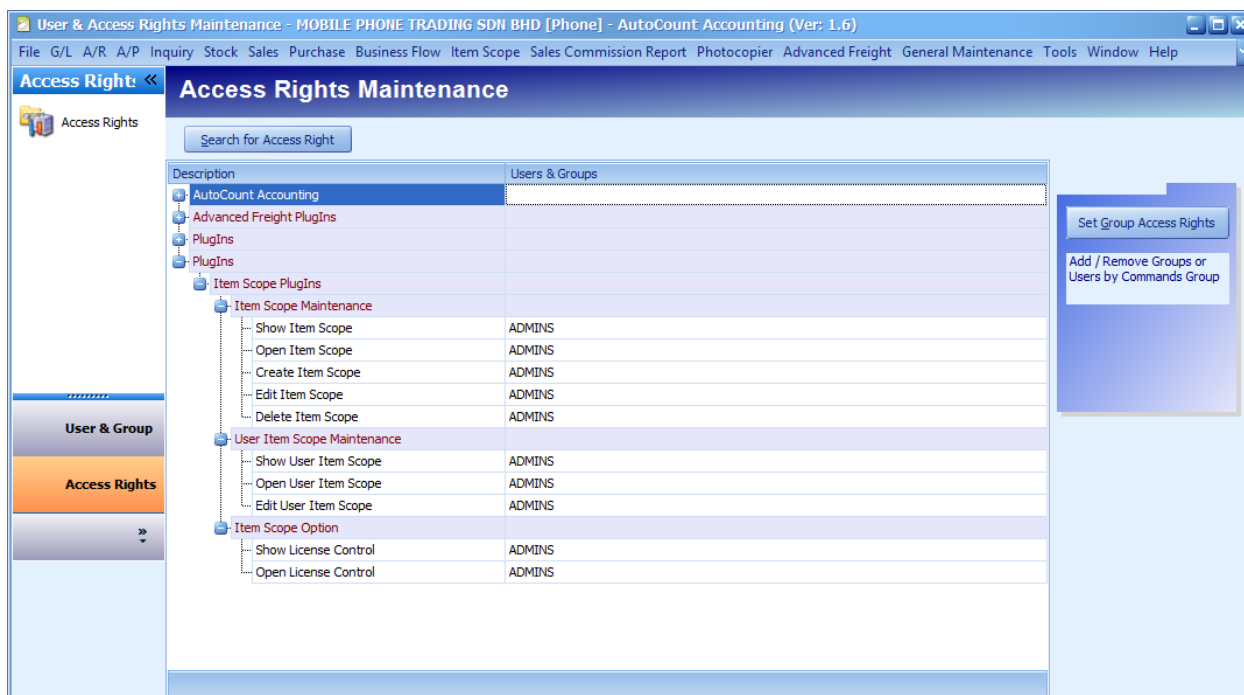 User & Access Rights Maintenance - MOBILE PHONE TRADING SDN BHD [Phone] - AutoCount Accounting (Ver: 1.6)
File G/L A/R A/P Inquiry Stock Sales Purchase Business Flow Item Scope Sales Commission Report Photocopier Advanced Freight General Maintenance Tools Window Help
Access Right: «
Access Rights Maintenance
Access Rights
Search for Access Right
Description Users & Groups
AutoCount Accounting
Advanced Freight PlugIns
PlugIns
PlugIns
Item Scope PlugIns
Item Scope Maintenance
Show Item Scope ADMINS
Open Item Scope ADMINS
Create Item Scope ADMINS
Edit Item Scope ADMINS
Delete Item Scope ADMINS
User Item Scope Maintenance
Show User Item Scope ADMINS
Open User Item Scope ADMINS
Edit User Item Scope ADMINS
Item Scope Option
Show License Control ADMINS
Open License Control ADMINS
Set Group Access Rights
Add / Remove Groups or
Users by Commands Group
User & Group
Access Rights
»